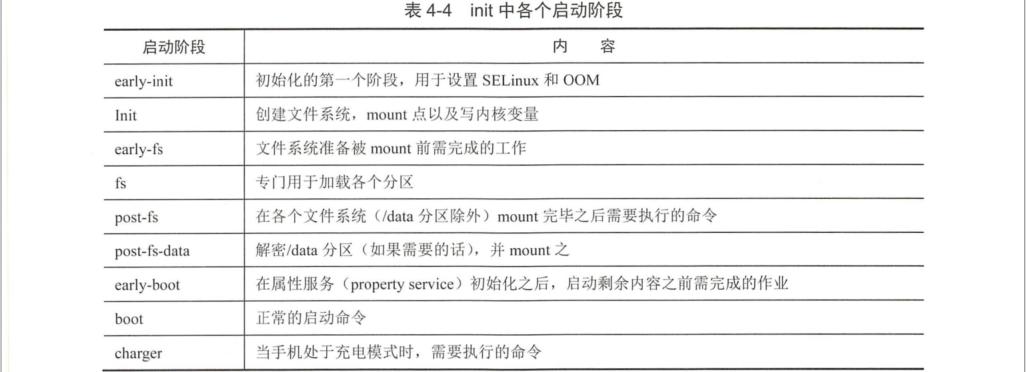 表 4-4 init 中各个启动阶段
启动阶段 内 容
early-init 初始化的第一个阶段，用于设置 SELinux 和 OOM
Init 创建文件系统，mount 点以及写内核变量
early-fs 文件系统准备被 mount 前需完成的工作
fs 专门用于加载各个分区
post-fs 在各个文件系统（/data 分区除外）mount 完毕之后需要执行的命令
post-fs-data 解密/data 分区（如果需要的话），并 mount 之
early-boot 在属性服务（property service）初始化之后，启动剩余内容之前需完成的作业
boot 正常的启动命令
charger 当手机处于充电模式时，需要执行的命令